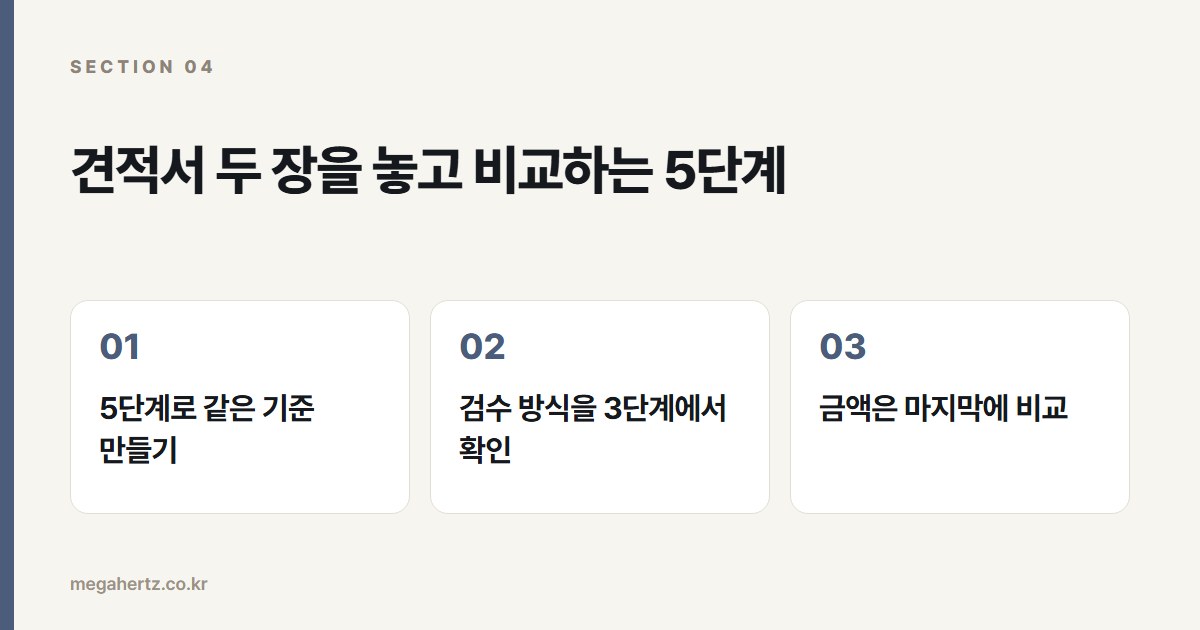 SECTION 04
견적서 두 장을 놓고 비교하는 5단계
01
5단계로 같은 기준
만들기
02
검수 방식을 3단계에서
확인
03
금액은 마지막에 비교
megahertz.co.kr